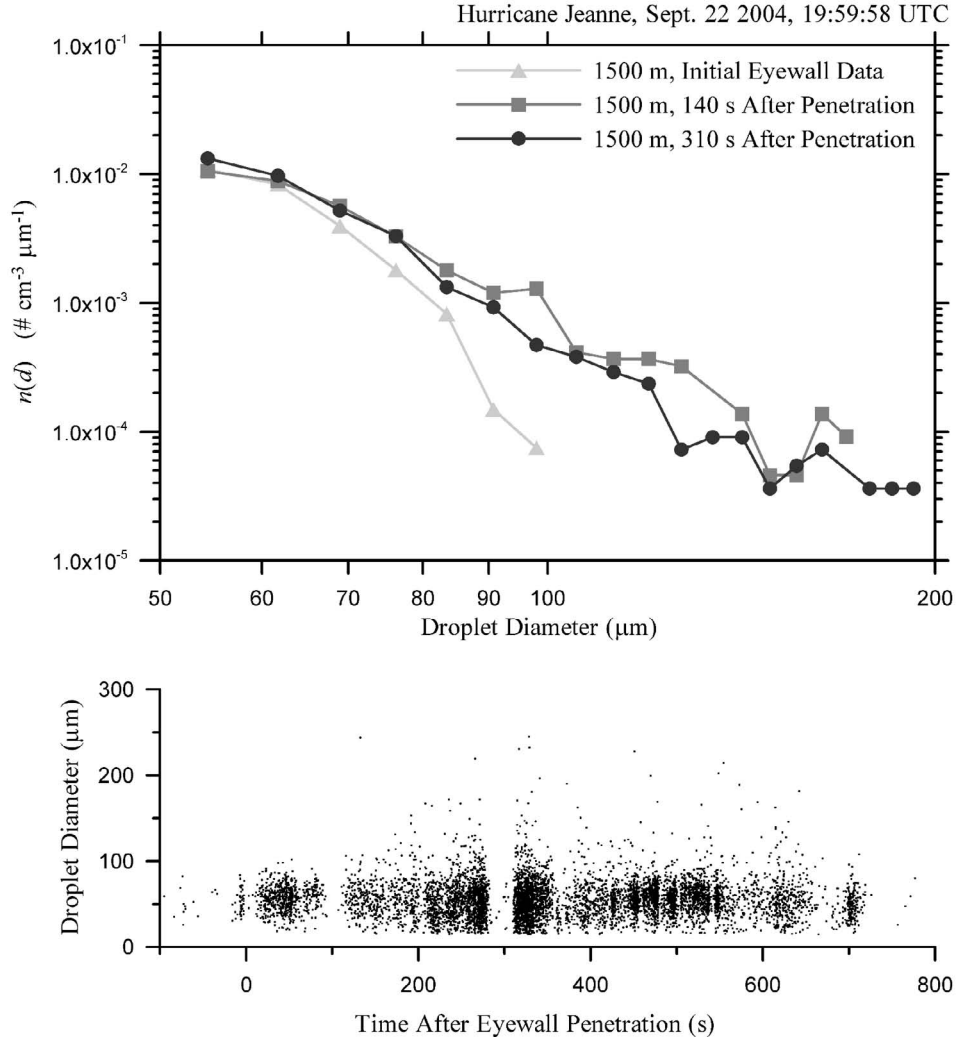 Hurricane Jeanne, Sept. 22 2004, 19:59:58 UTC
1.0x10⁻¹
1500 m, Initial Eyewall Data
1500 m, 140 s After Penetration
1500 m, 310 s After Penetration
1.0x10⁻²
n(d) (# cm⁻³ μm⁻¹)
1.0x10⁻³
1.0x10⁻⁴
1.0x10⁻⁵
50 60 70 80 90 100 200
Droplet Diameter (μm)
300
200
Droplet Diameter (μm)
100
0
0 200 400 600 800
Time After Eyewall Penetration (s)